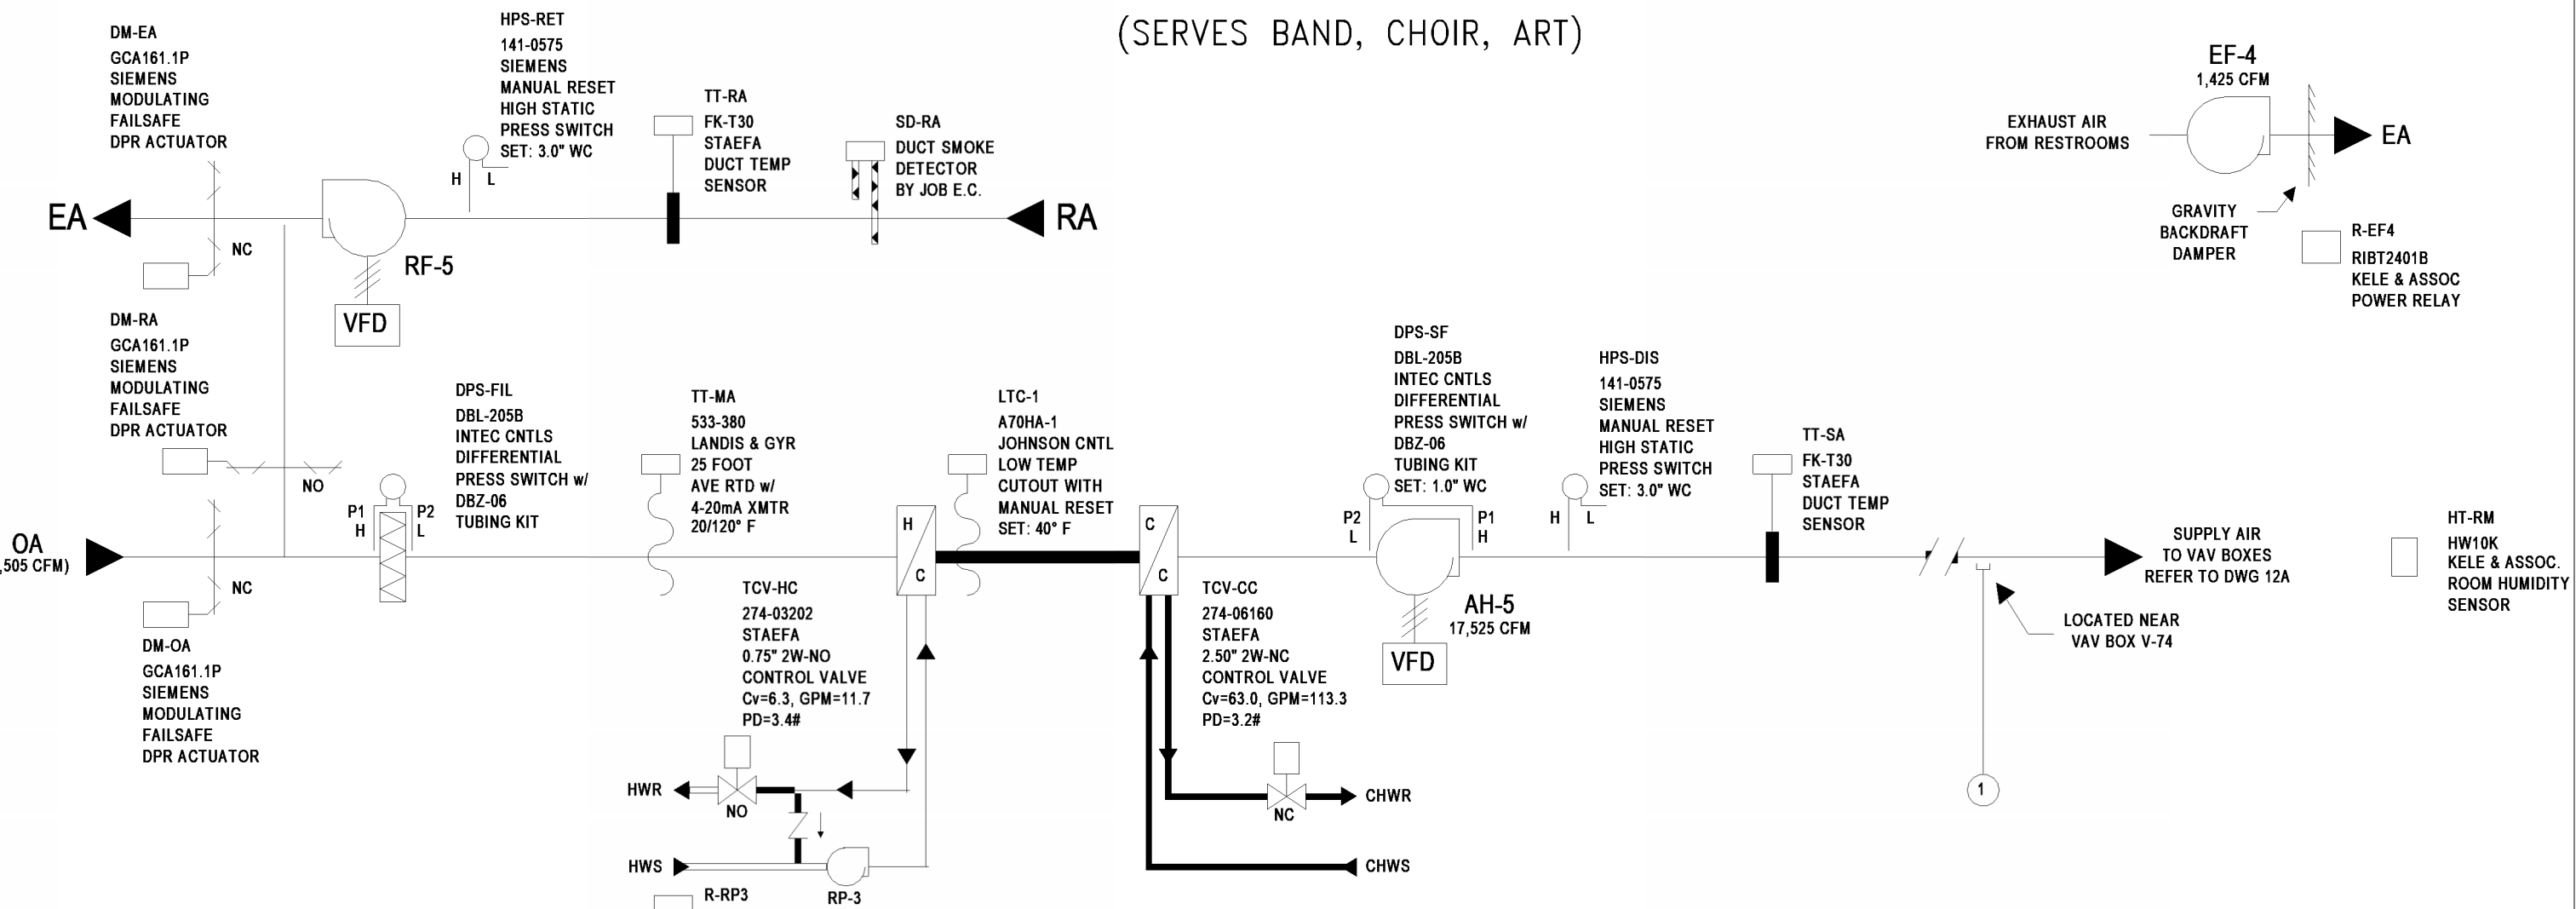 (SERVES BAND, CHOIR, ART)
DM-EA
GCA161.1P
SIEMENS
MODULATING
FAILSAFE
DPR ACTUATOR
NC
EA
HPS-RET
141-0575
SIEMENS
MANUAL RESET
HIGH STATIC
PRESS SWITCH
SET: 3.0" WC
H
L
RF-5
VFD
TT-RA
FK-T30
STAEFA
DUCT TEMP
SENSOR
SD-RA
DUCT SMOKE
DETECTOR
BY JOB E.C.
RA
EF-4
1,425 CFM
EXHAUST AIR
FROM RESTROOMS
EA
GRAVITY
BACKDRAFT
DAMPER
R-EF4
RIBT2401B
KELE & ASSOC
POWER RELAY
DM-RA
GCA161.1P
SIEMENS
MODULATING
FAILSAFE
DPR ACTUATOR
NO
OA
,505 CFM)
NC
DM-OA
GCA161.1P
SIEMENS
MODULATING
FAILSAFE
DPR ACTUATOR
DPS-FIL
DBL-205B
INTEC CNTLS
DIFFERENTIAL
PRESS SWITCH w/
DBZ-06
TUBING KIT
P1
H
P2
L
TT-MA
533-380
LANDIS & GYR
25 FOOT
AVE RTD w/
4-20mA XMTR
20/120° F
H
C
LTC-1
A70HA-1
JOHNSON CNTL
LOW TEMP
CUTOUT WITH
MANUAL RESET
SET: 40° F
C
C
TCV-HC
274-03202
STAEFA
0.75" 2W-NO
CONTROL VALVE
Cv=6.3, GPM=11.7
PD=3.4#
HWR
NO
HWS
R-RP3
RP-3
TCV-CC
274-06160
STAEFA
2.50" 2W-NC
CONTROL VALVE
Cv=63.0, GPM=113.3
PD=3.2#
NC
CHWR
CHWS
DPS-SF
DBL-205B
INTEC CNTLS
DIFFERENTIAL
PRESS SWITCH w/
DBZ-06
TUBING KIT
SET: 1.0" WC
P2
L
P1
H
AH-5
17,525 CFM
VFD
HPS-DIS
141-0575
SIEMENS
MANUAL RESET
HIGH STATIC
PRESS SWITCH
SET: 3.0" WC
H
L
TT-SA
FK-T30
STAEFA
DUCT TEMP
SENSOR
SUPPLY AIR
TO VAV BOXES
REFER TO DWG 12A
LOCATED NEAR
VAV BOX V-74
1
HT-RM
HW10K
KELE & ASSOC.
ROOM HUMIDITY
SENSOR